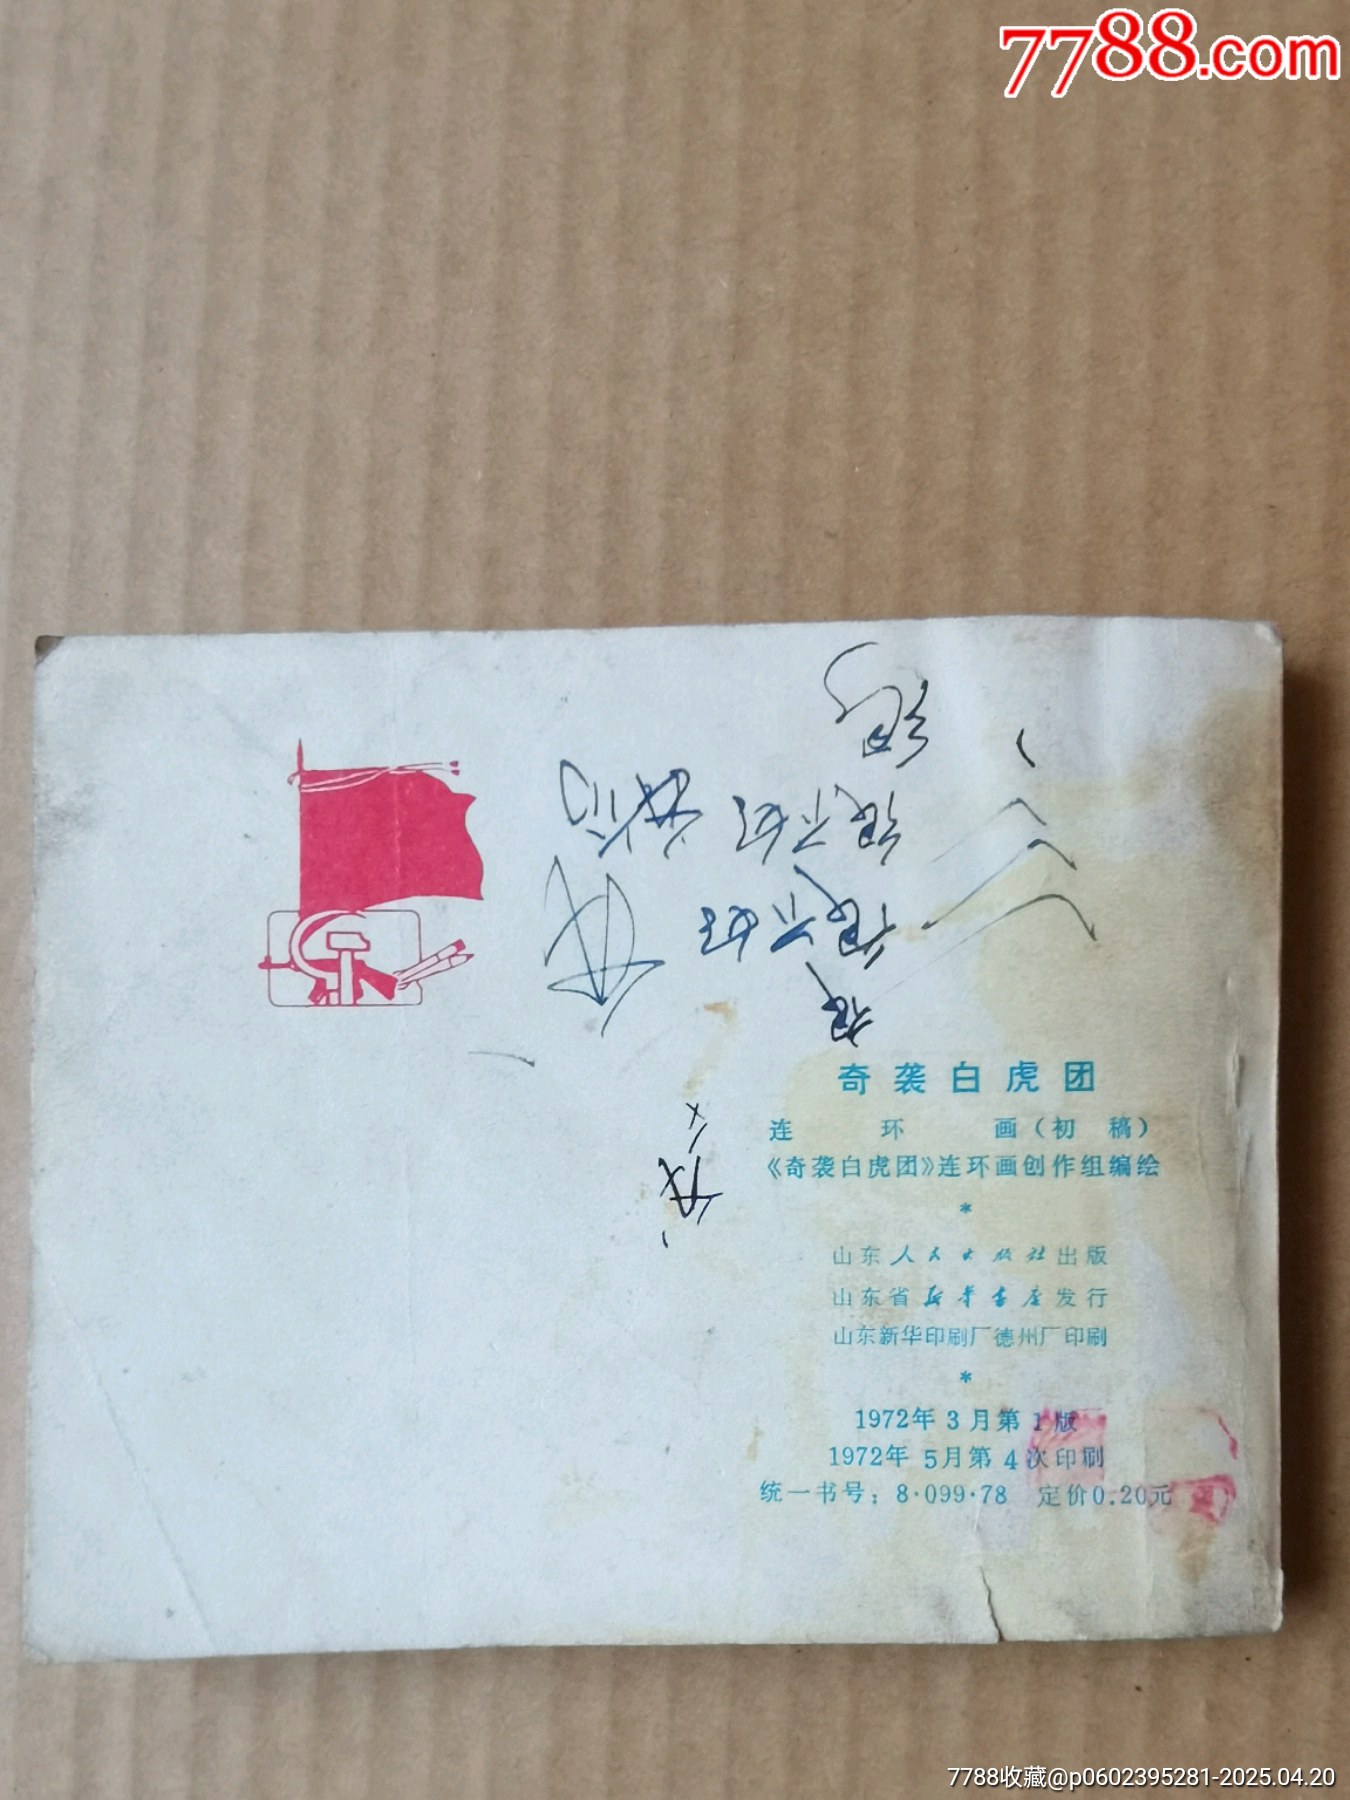 7788.com
奇袭白虎团
连环画(初稿)
《奇袭白虎团》连环画创作组编绘
*
山东人民出版社出版
山东省新华书店发行
山东新华印刷厂德州厂印刷
*
1972年3月第1版
1972年5月第4次印刷
统一书号：8·099·78 定价0.20元
7788收藏@p0602395281-2025.04.20